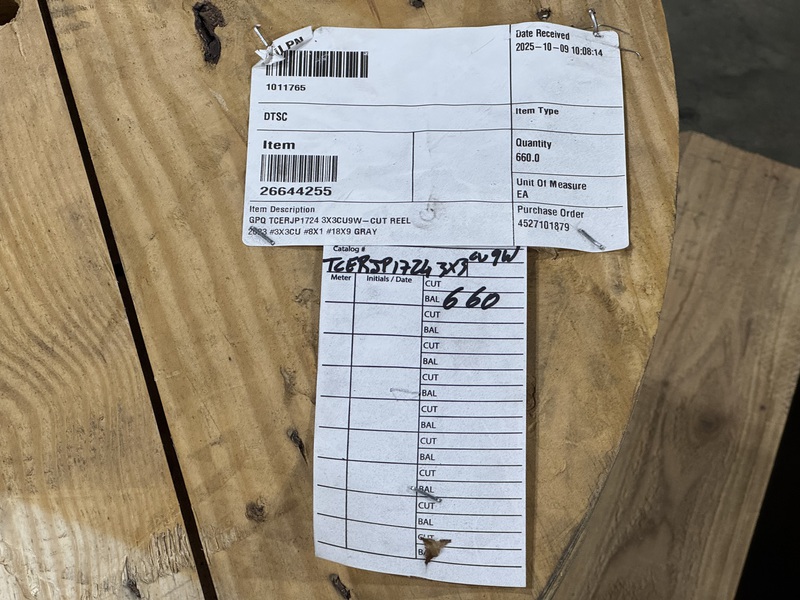 LPN
1011765
DTSC
Item
26644255
Item Description
GPQ TCERJP1724 3X3CU9W-CUT REEL
#3X3CU #8X1 #18X9 GRAY
Date Received
2025-10-09 10:08:14
Item Type
Quantity
660.0
Unit Of Measure
EA
Purchase Order
4527101879
Catalog #
TCERJP1724 3X3 CU 9W
Meter Initials / Date CUT
BAL 660
CUT
BAL
CUT
BAL
CUT
BAL
CUT
BAL
CUT
BAL
CUT
BAL
CUT
BAL
CUT